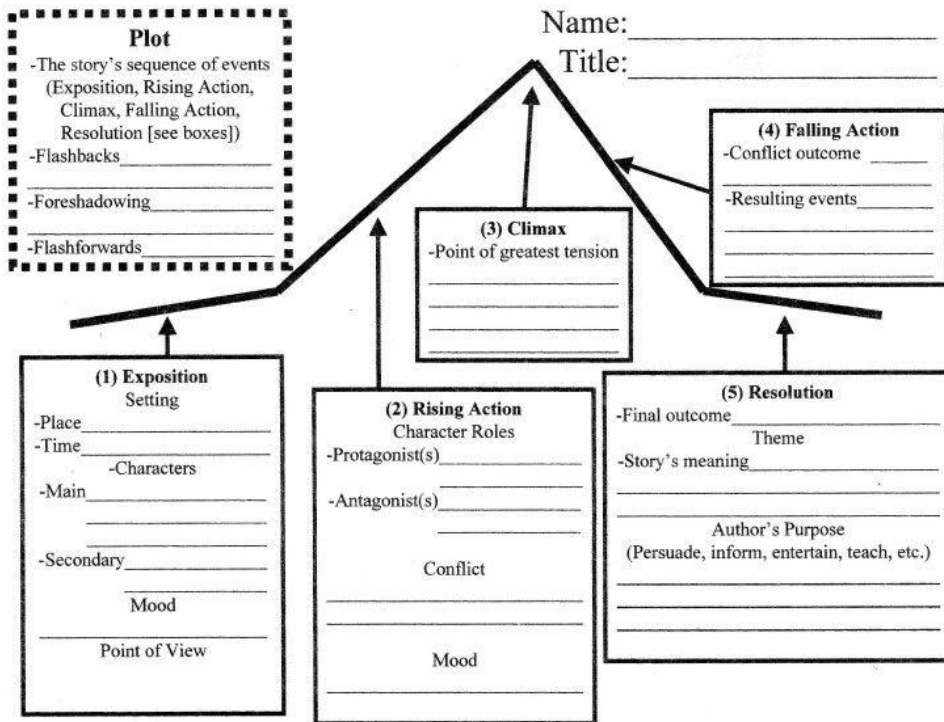 Name:
Title:
Plot
-The story's sequence of events
(Exposition, Rising Action,
Climax, Falling Action,
Resolution [see boxes])
-Flashbacks
-Foreshadowing
-Flashforwards
(1) Exposition
Setting
-Place
-Time
-Characters
-Main
-Secondary
Mood
Point of View
(2) Rising Action
Character Roles
-Protagonist(s)
-Antagonist(s)
Conflict
Mood
(3) Climax
-Point of greatest tension
(4) Falling Action
-Conflict outcome
-Resulting events
(5) Resolution
-Final outcome
Theme
-Story's meaning
Author's Purpose
(Persuade, inform, entertain, teach, etc.)